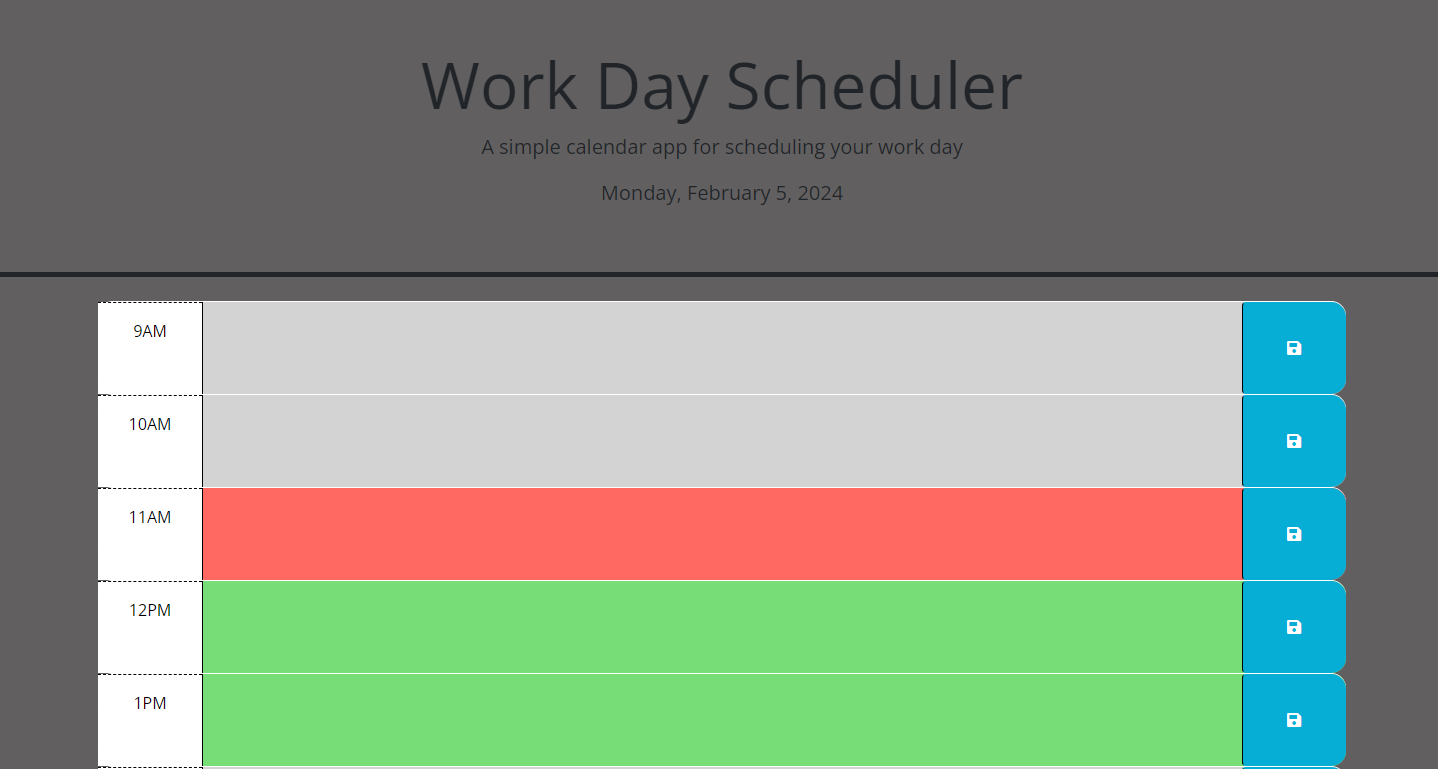 Work Day Scheduler
A simple calendar app for scheduling your work day
Monday, February 5, 2024
9AM
10AM
11AM
12PM
1PM